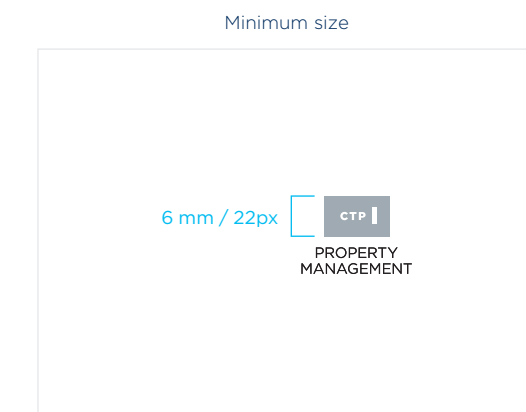 Minimum size
6 mm / 22px
CTP
PROPERTY
MANAGEMENT